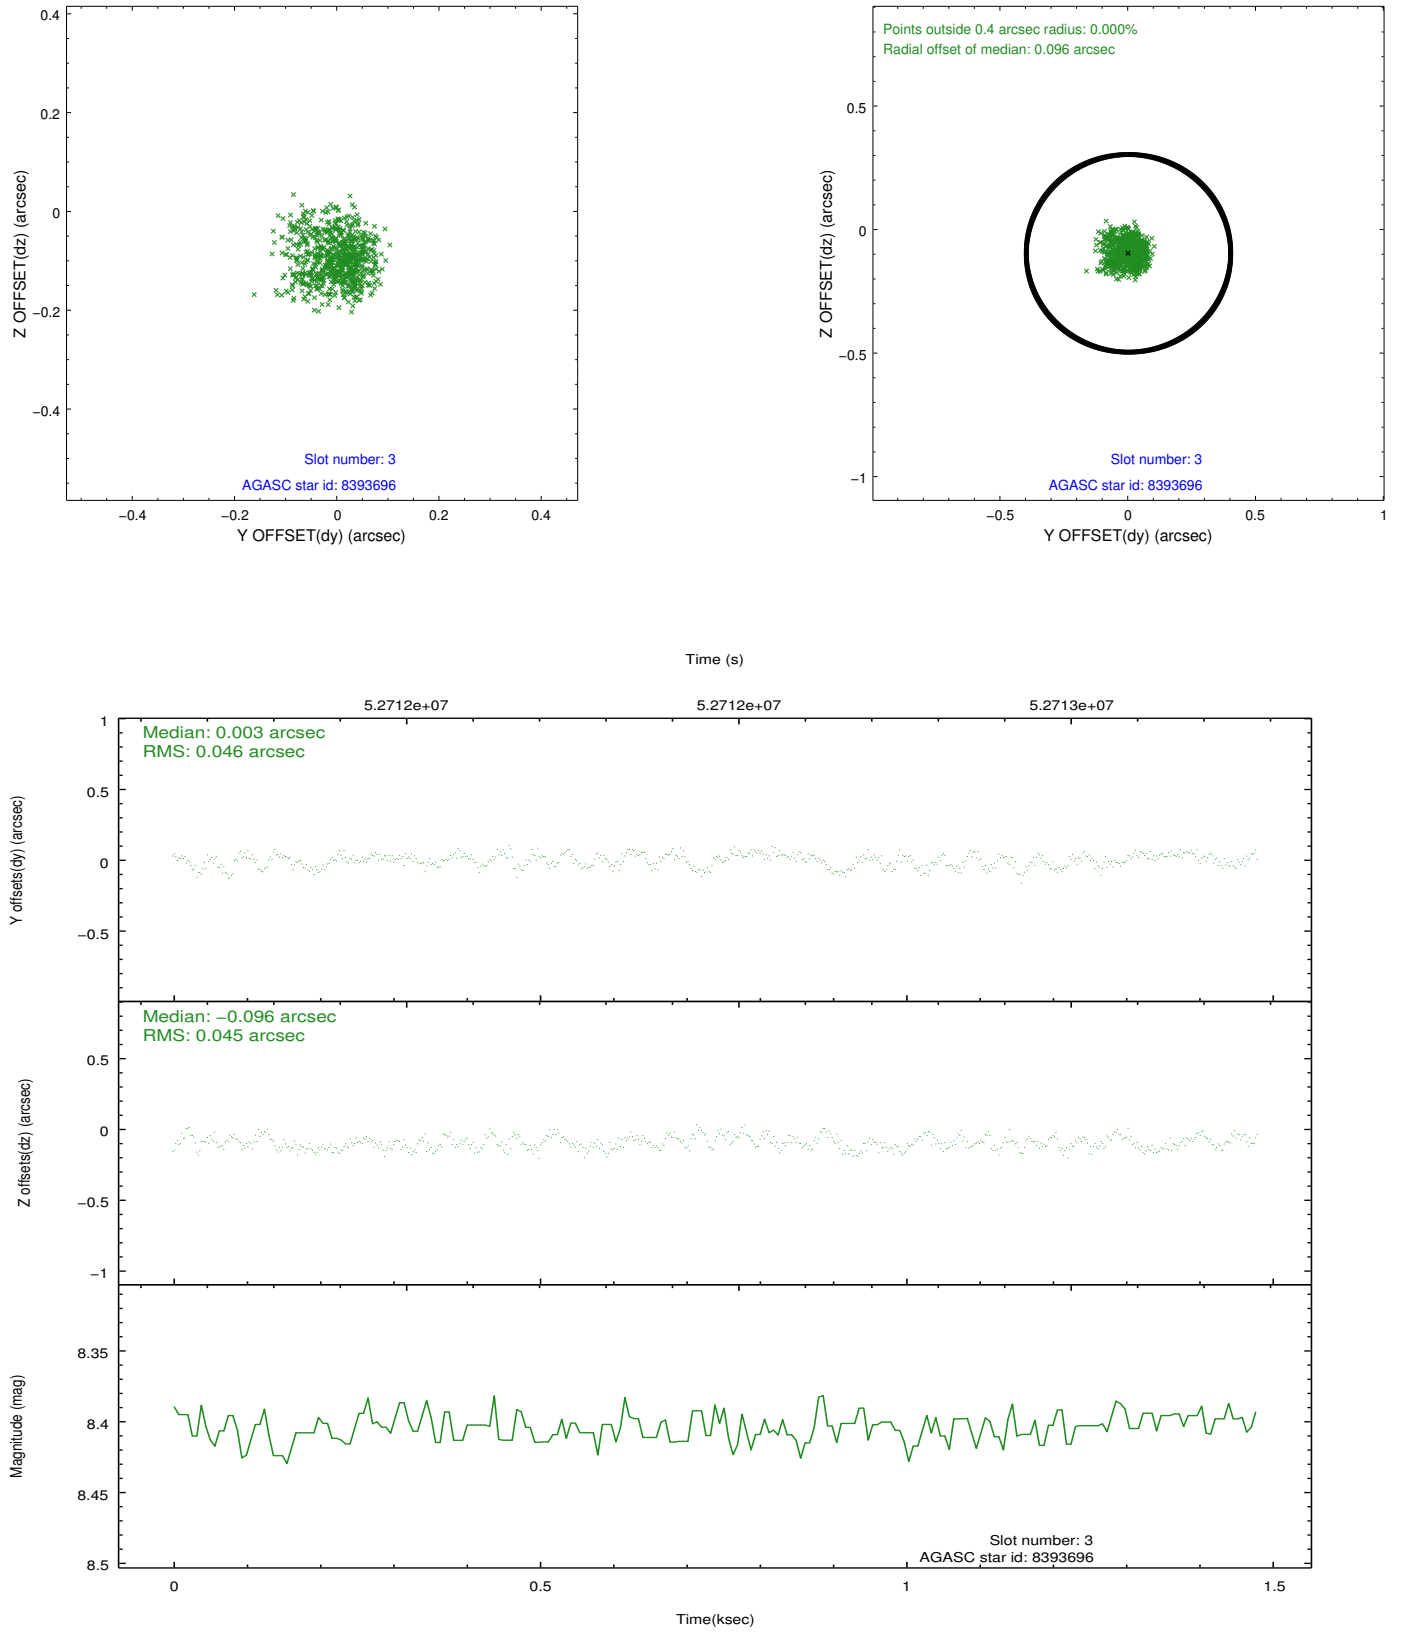 0.4
0.2
0
−0.2
−0.4
Z OFFSET(dz) (arcsec)
Slot number: 3
AGASC star id: 8393696
−0.4
−0.2
0
0.2
0.4
Y OFFSET(dy) (arcsec)
Points outside 0.4 arcsec radius: 0.000%
Radial offset of median: 0.096 arcsec
0.5
0
−0.5
−1
Z OFFSET(dz) (arcsec)
Slot number: 3
AGASC star id: 8393696
−0.5
0
0.5
1
Y OFFSET(dy) (arcsec)
Time (s)
5.2712e+07
5.2712e+07
5.2713e+07
Median: 0.003 arcsec
RMS: 0.046 arcsec
1
0.5
0
−0.5
Y offsets(dy) (arcsec)
Median: −0.096 arcsec
RMS: 0.045 arcsec
0.5
0
−0.5
−1
Z offsets(dz) (arcsec)
8.35
8.4
8.45
8.5
Magnitude (mag)
Slot number: 3
AGASC star id: 8393696
0
0.5
1
1.5
Time(ksec)